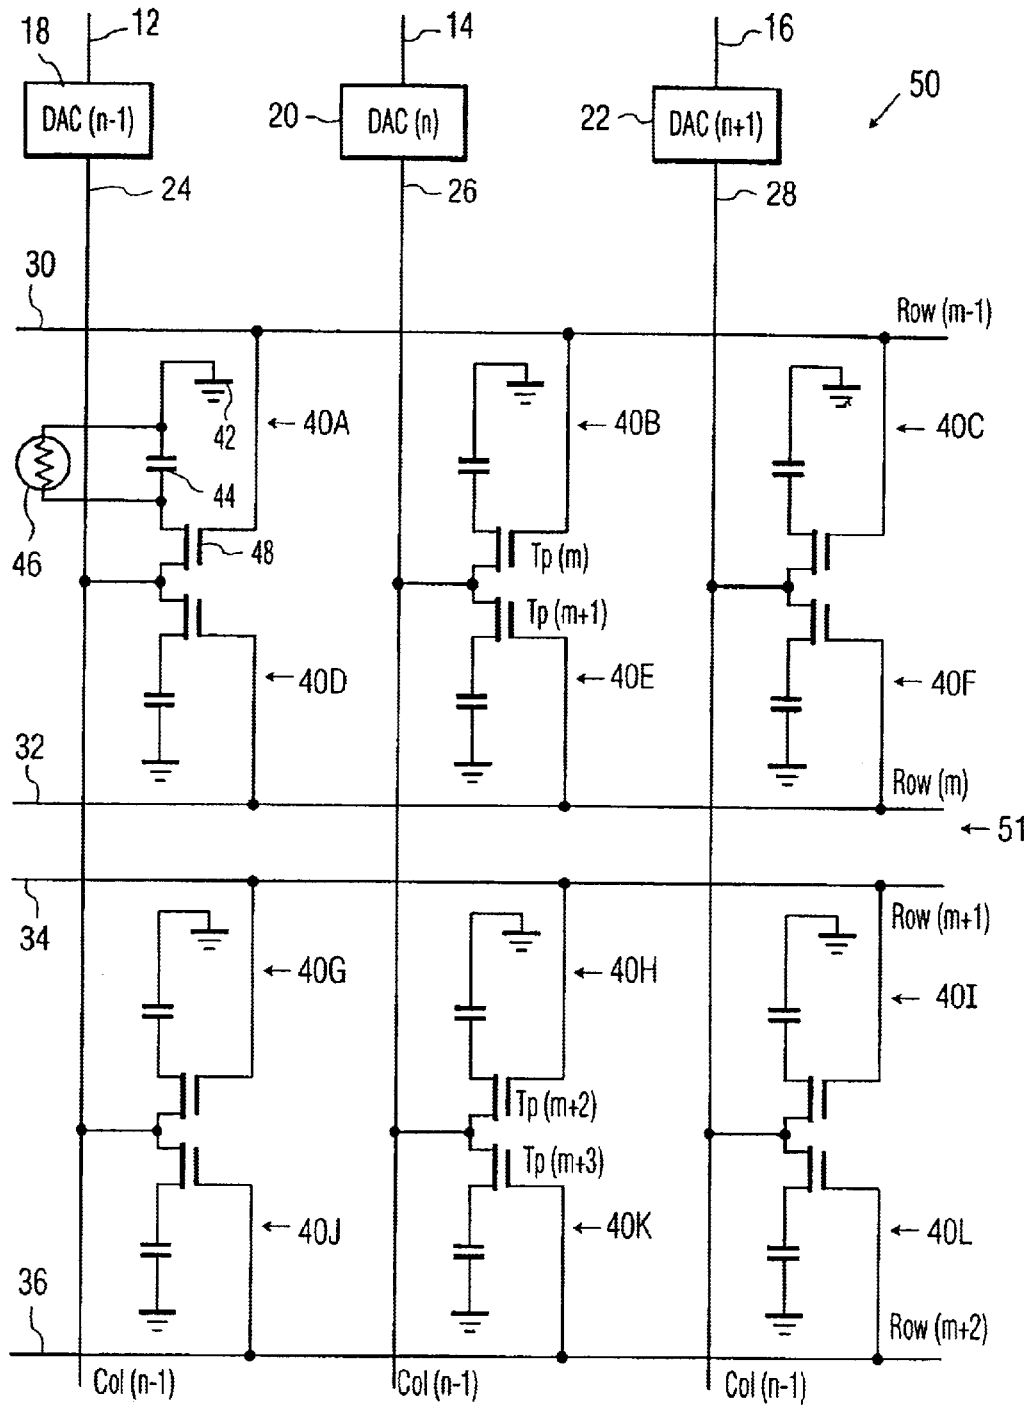 12
14
16
18
DAC (n-1)
20
DAC (n)
22
DAC (n+1)
50
24
26
28
30
Row (m-1)
42
40A
40B
40C
44
46
48
Tp (m)
Tp (m+1)
40D
40E
40F
32
Row (m)
51
34
Row (m+1)
40G
40H
40I
Tp (m+2)
Tp (m+3)
40J
40K
40L
36
Row (m+2)
Col (n-1)
Col (n-1)
Col (n-1)